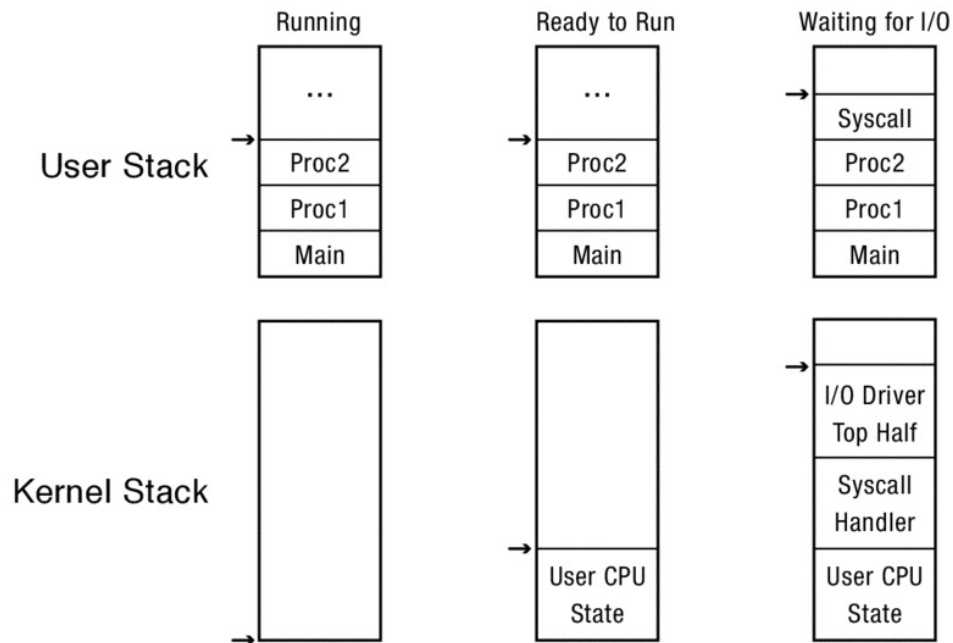 Running
Ready to Run
Waiting for I/O
User Stack
...
Proc2
Proc1
Main
...
Proc2
Proc1
Main
Syscall
Proc2
Proc1
Main
Kernel Stack
User CPU
State
I/O Driver
Top Half
Syscall
Handler
User CPU
State